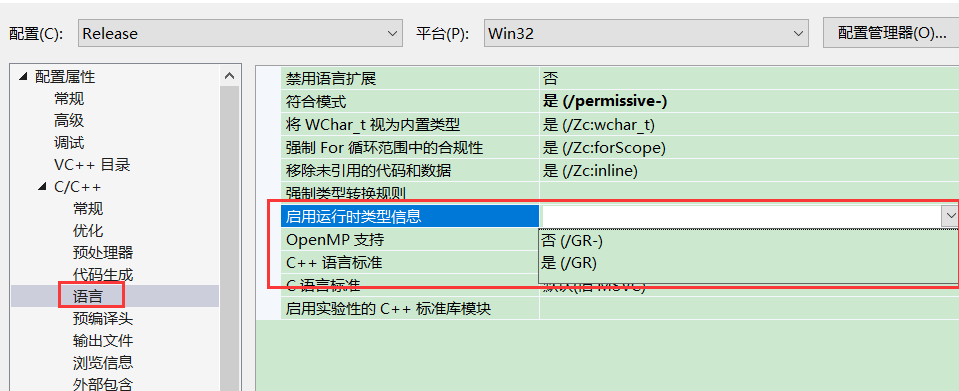 配置(C):
Release
平台(P):
Win32
配置管理器(O)...
配置属性
常规
高级
调试
VC++ 目录
C/C++
常规
优化
预处理器
代码生成
语言
预编译头
输出文件
浏览信息
外部包含
禁用语言扩展 否
符合模式 是 (/permissive-)
将 WChar_t 视为内置类型 是 (/Zc:wchar_t)
强制 For 循环范围中的合规性 是 (/Zc:forScope)
移除未引用的代码和数据 是 (/Zc:inline)
强制类型转换规则
启用运行时类型信息
OpenMP 支持
否 (/GR-)
C++ 语言标准
是 (/GR)
C 语言标准 默认(旧 MSVC)
启用实验性的 C++ 标准库模块